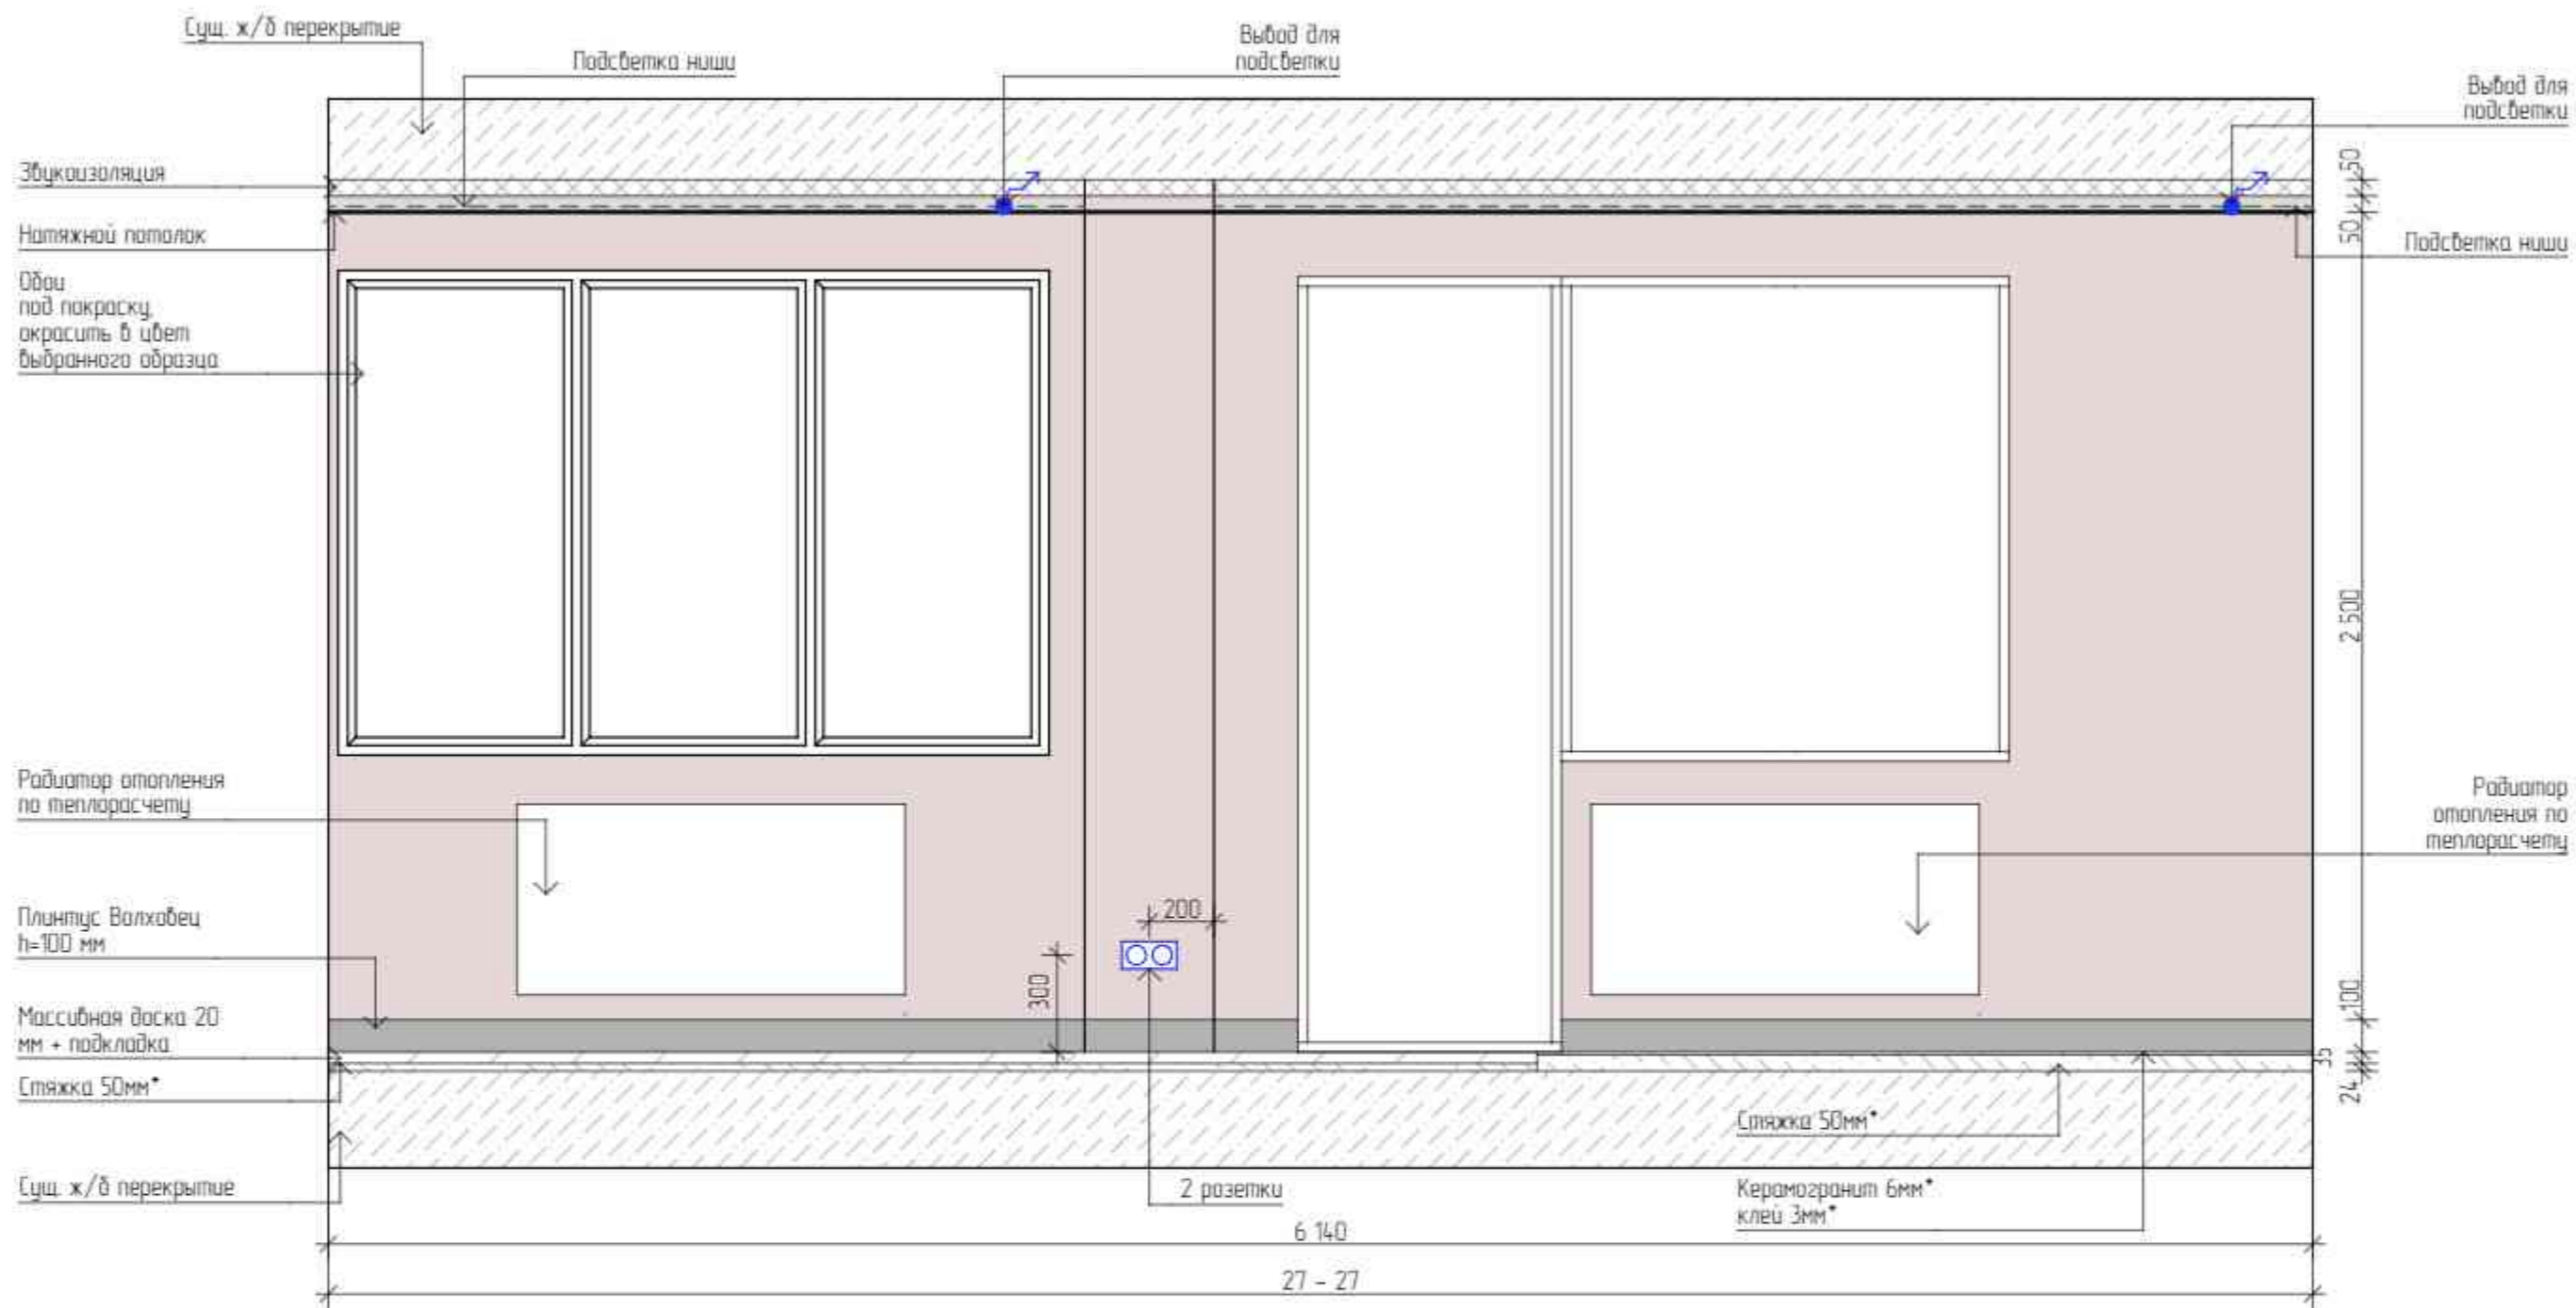 Сущ. ж/б перекрытие
Подсветка ниши
Вывод для
подсветки
Вывод для
подсветки
Звукоизоляция
Натяжной потолок
Обои
под покраску,
окрасить в цвет
выбранного образца
Подсветка ниши
50
50
2 500
100
35
24
Радиатор отопления
по теплорасчету
Радиатор
отопления по
теплорасчету
200
300
Плинтус Волховец
h=100 мм
Массивная доска 20
мм + подкладка
Стяжка 50мм*
Сущ. ж/б перекрытие
2 розетки
Стяжка 50мм*
Керамогранит 6мм*
клей 3мм*
6 140
27 - 27